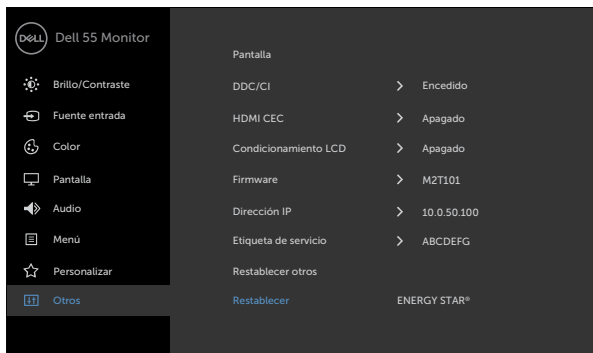 DELL Dell 55 Monitor
Brillo/Contraste
Fuente entrada
Color
Pantalla
Audio
Menú
Personalizar
Otros
Pantalla
DDC/CI > Encedido
HDMI CEC > Apagado
Condicionamiento LCD > Apagado
Firmware > M2T101
Dirección IP > 10.0.50.100
Etiqueta de servicio > ABCDEFG
Restablecer otros
Restablecer ENERGY STAR®